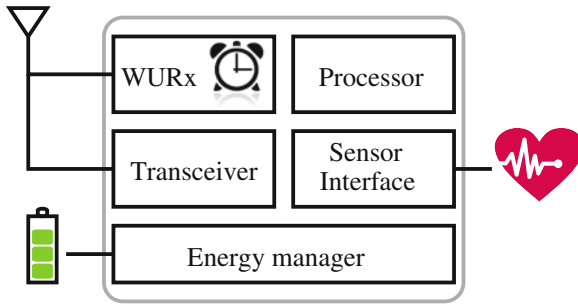 WURx
Processor
Transceiver
Sensor
Interface
Energy manager